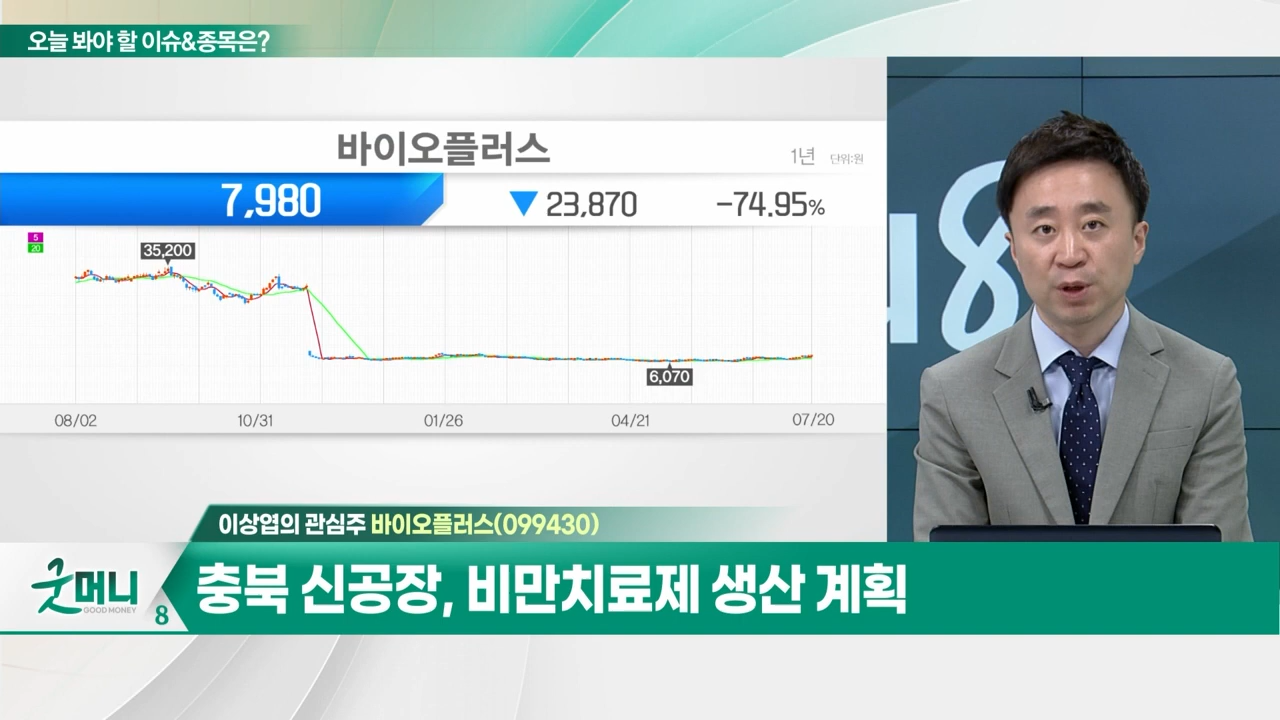 오늘 봐야 할 이슈&종목은?
바이오플러스
1년 단위:원
7,980 ▼ 23,870 -74.95%
5
20
35,200
6,070
08/02 10/31 01/26 04/21 07/20
8
이상엽의 관심주 바이오플러스(099430)
충북 신공장, 비만치료제 생산 계획
굿머니
GOOD MONEY
8